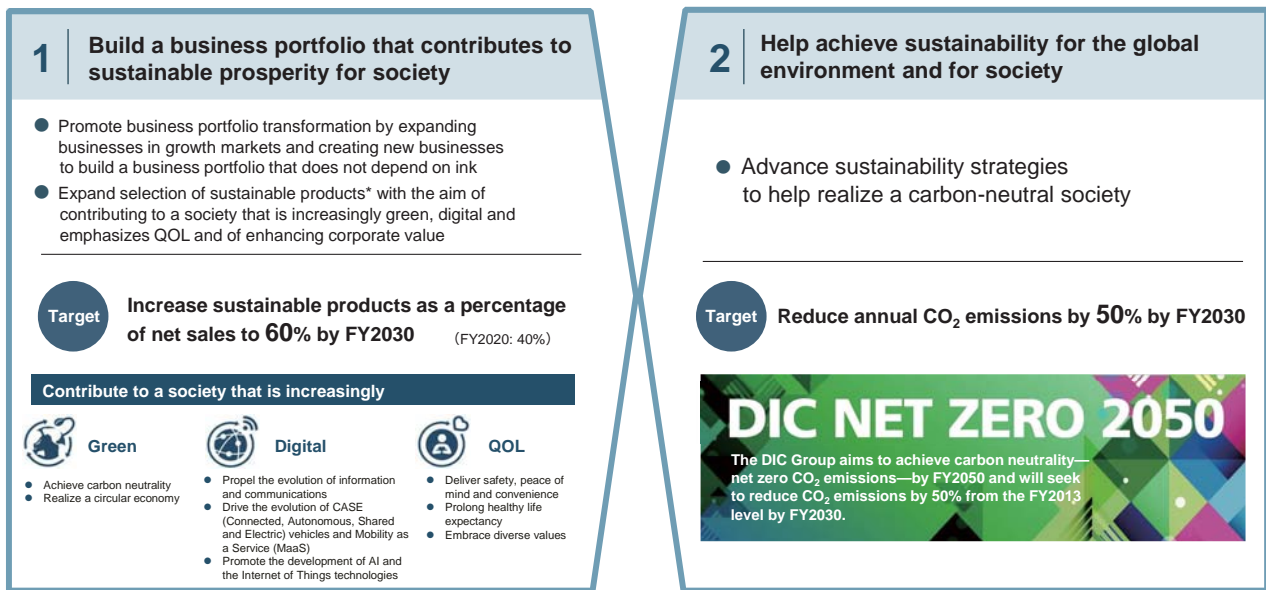 1
Build a business portfolio that contributes to
sustainable prosperity for society
● Promote business portfolio transformation by expanding
businesses in growth markets and creating new businesses
to build a business portfolio that does not depend on ink
● Expand selection of sustainable products* with the aim of
contributing to a society that is increasingly green, digital and
emphasizes QOL and of enhancing corporate value
Target
Increase sustainable products as a percentage
of net sales to 60% by FY2030 （FY2020: 40%）
Contribute to a society that is increasingly
Green
● Achieve carbon neutrality
● Realize a circular economy
Digital
● Propel the evolution of information
and communications
● Drive the evolution of CASE
(Connected, Autonomous, Shared
and Electric) vehicles and Mobility as
a Service (MaaS)
● Promote the development of AI and
the Internet of Things technologies
QOL
● Deliver safety, peace of
mind and convenience
● Prolong healthy life
expectancy
● Embrace diverse values
2
Help achieve sustainability for the global
environment and for society
● Advance sustainability strategies
to help realize a carbon-neutral society
Target
Reduce annual CO₂ emissions by 50% by FY2030
DIC NET ZERO 2050
The DIC Group aims to achieve carbon neutrality—
net zero CO₂ emissions—by FY2050 and will seek
to reduce CO₂ emissions by 50% from the FY2013
level by FY2030.